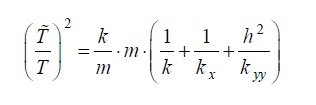 (T̃/T)² = k/m · m · (1/k + 1/kₓ + h²/k_yy)